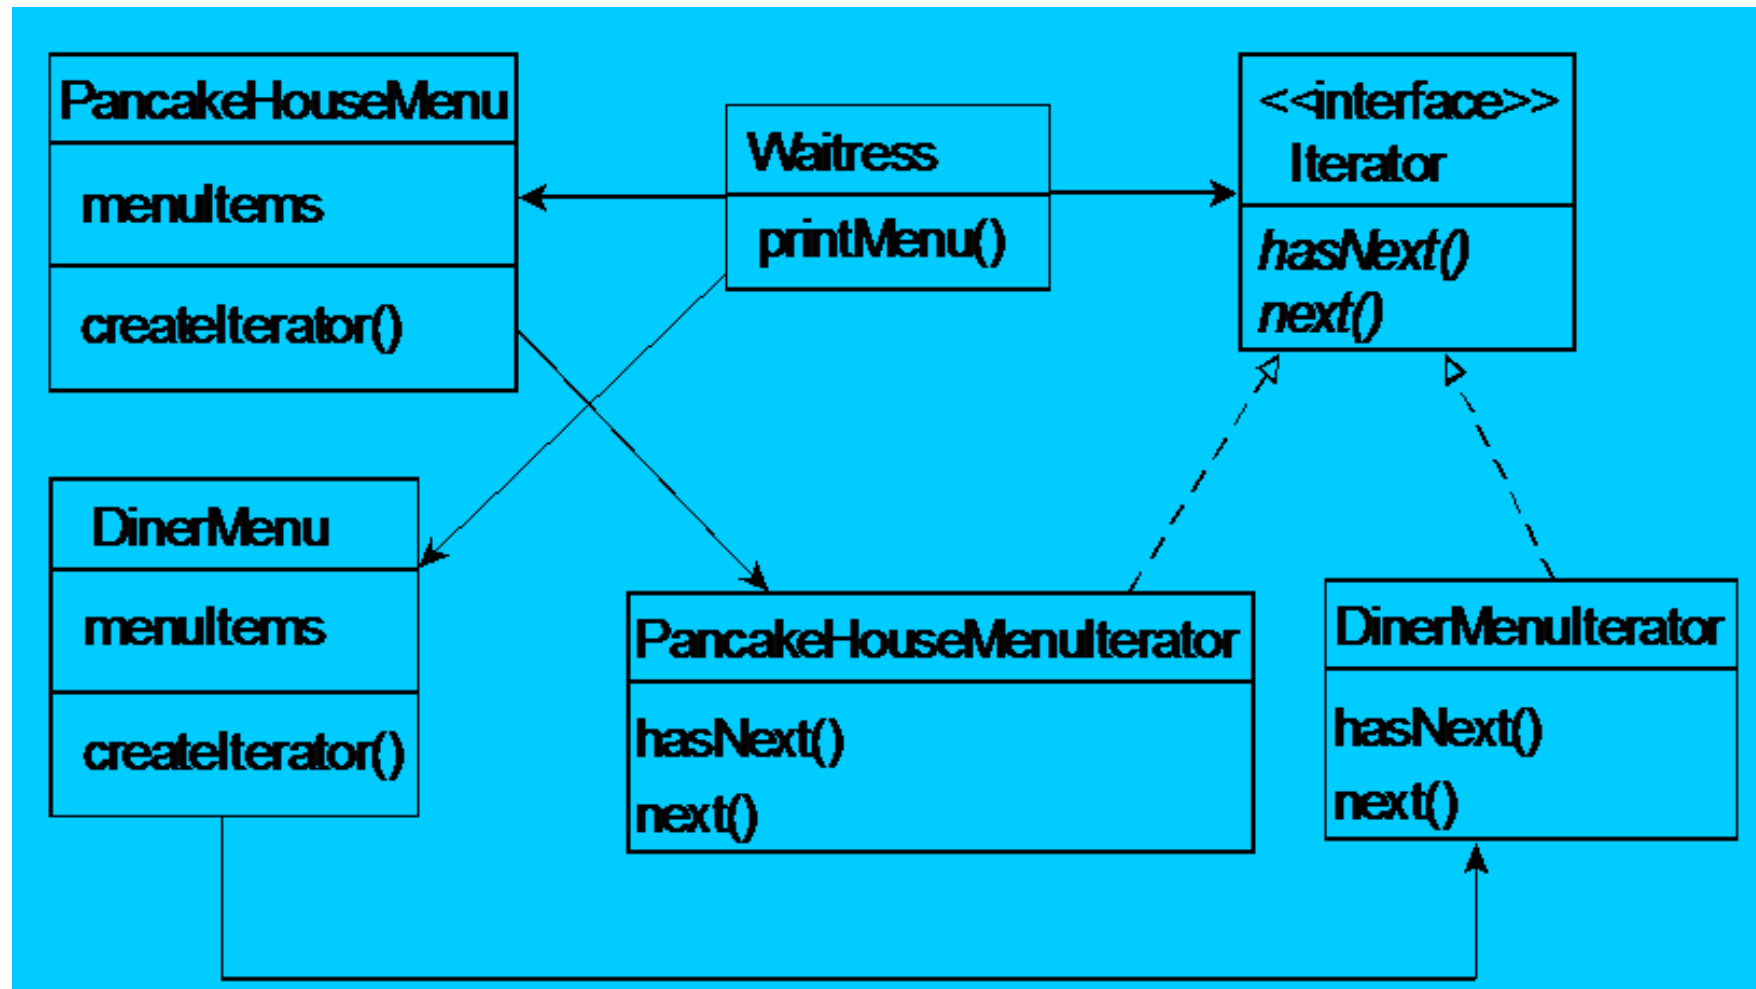 PancakeHouseMenu
menuItems
createIterator()
Waitress
printMenu()
<<interface>>
Iterator
hasNext()
next()
DinerMenu
menuItems
createIterator()
PancakeHouseMenuIterator
hasNext()
next()
DinerMenuIterator
hasNext()
next()